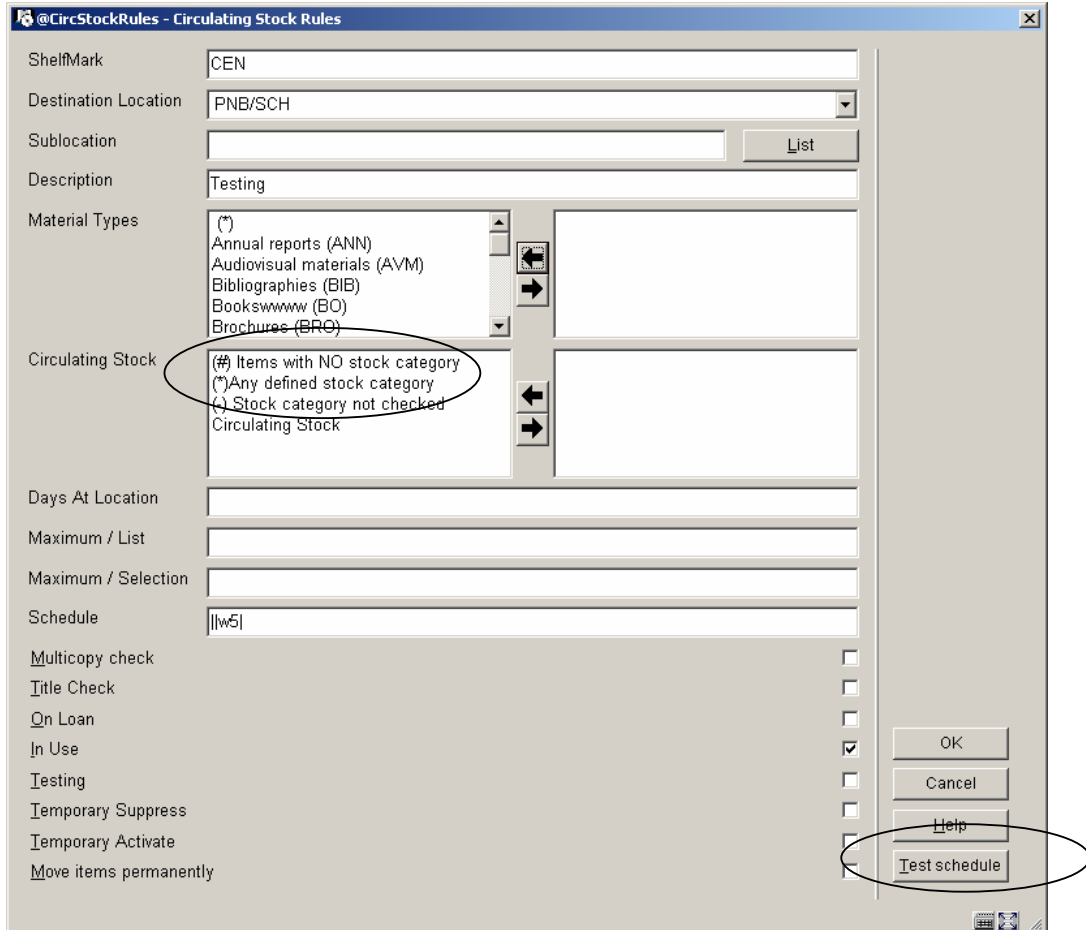 @CircStockRules - Circulating Stock Rules
ShelfMark CEN
Destination Location PNB/SCH
Sublocation List
Description Testing
Material Types
(*)
Annual reports (ANN)
Audiovisual materials (AVM)
Bibliographies (BIB)
Bookswwww (BO)
Brochures (BRO)
Circulating Stock
(#) Items with NO stock category
(*)Any defined stock category
(-) Stock category not checked
Circulating Stock
Days At Location
Maximum / List
Maximum / Selection
Schedule ||w5|
Multicopy check
Title Check
On Loan
In Use
Testing
Temporary Suppress
Temporary Activate
Move items permanently
OK
Cancel
Help
Test schedule